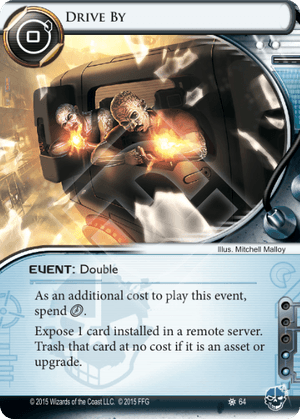 DRIVE BY
Illus. Mitchell Malloy
EVENT: Double
As an additional cost to play this event,
spend .
Expose 1 card installed in a remote server.
Trash that card at no cost if it is an asset or
upgrade.
© 2015 Wizards of the Coast LLC. © 2015 FFG
64